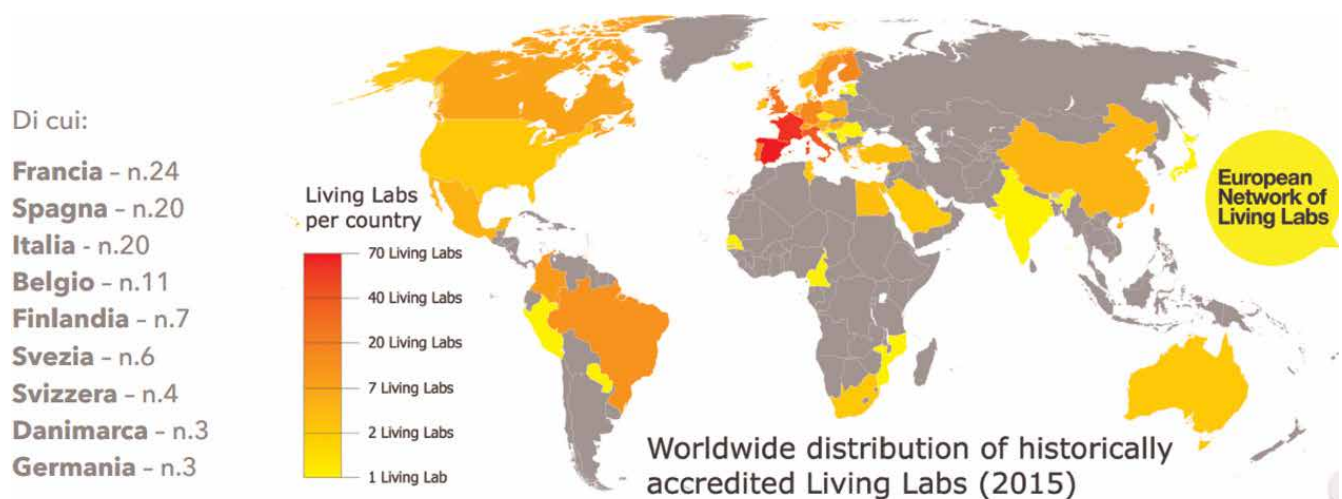 Di cui:
Francia – n.24
Spagna – n.20
Italia – n.20
Belgio – n.11
Finlandia – n.7
Svezia – n.6
Svizzera – n.4
Danimarca – n.3
Germania – n.3
Living Labs
per country
70 Living Labs
40 Living Labs
20 Living Labs
7 Living Labs
2 Living Labs
1 Living Lab
Worldwide distribution of historically
accredited Living Labs (2015)
European
Network of
Living Labs